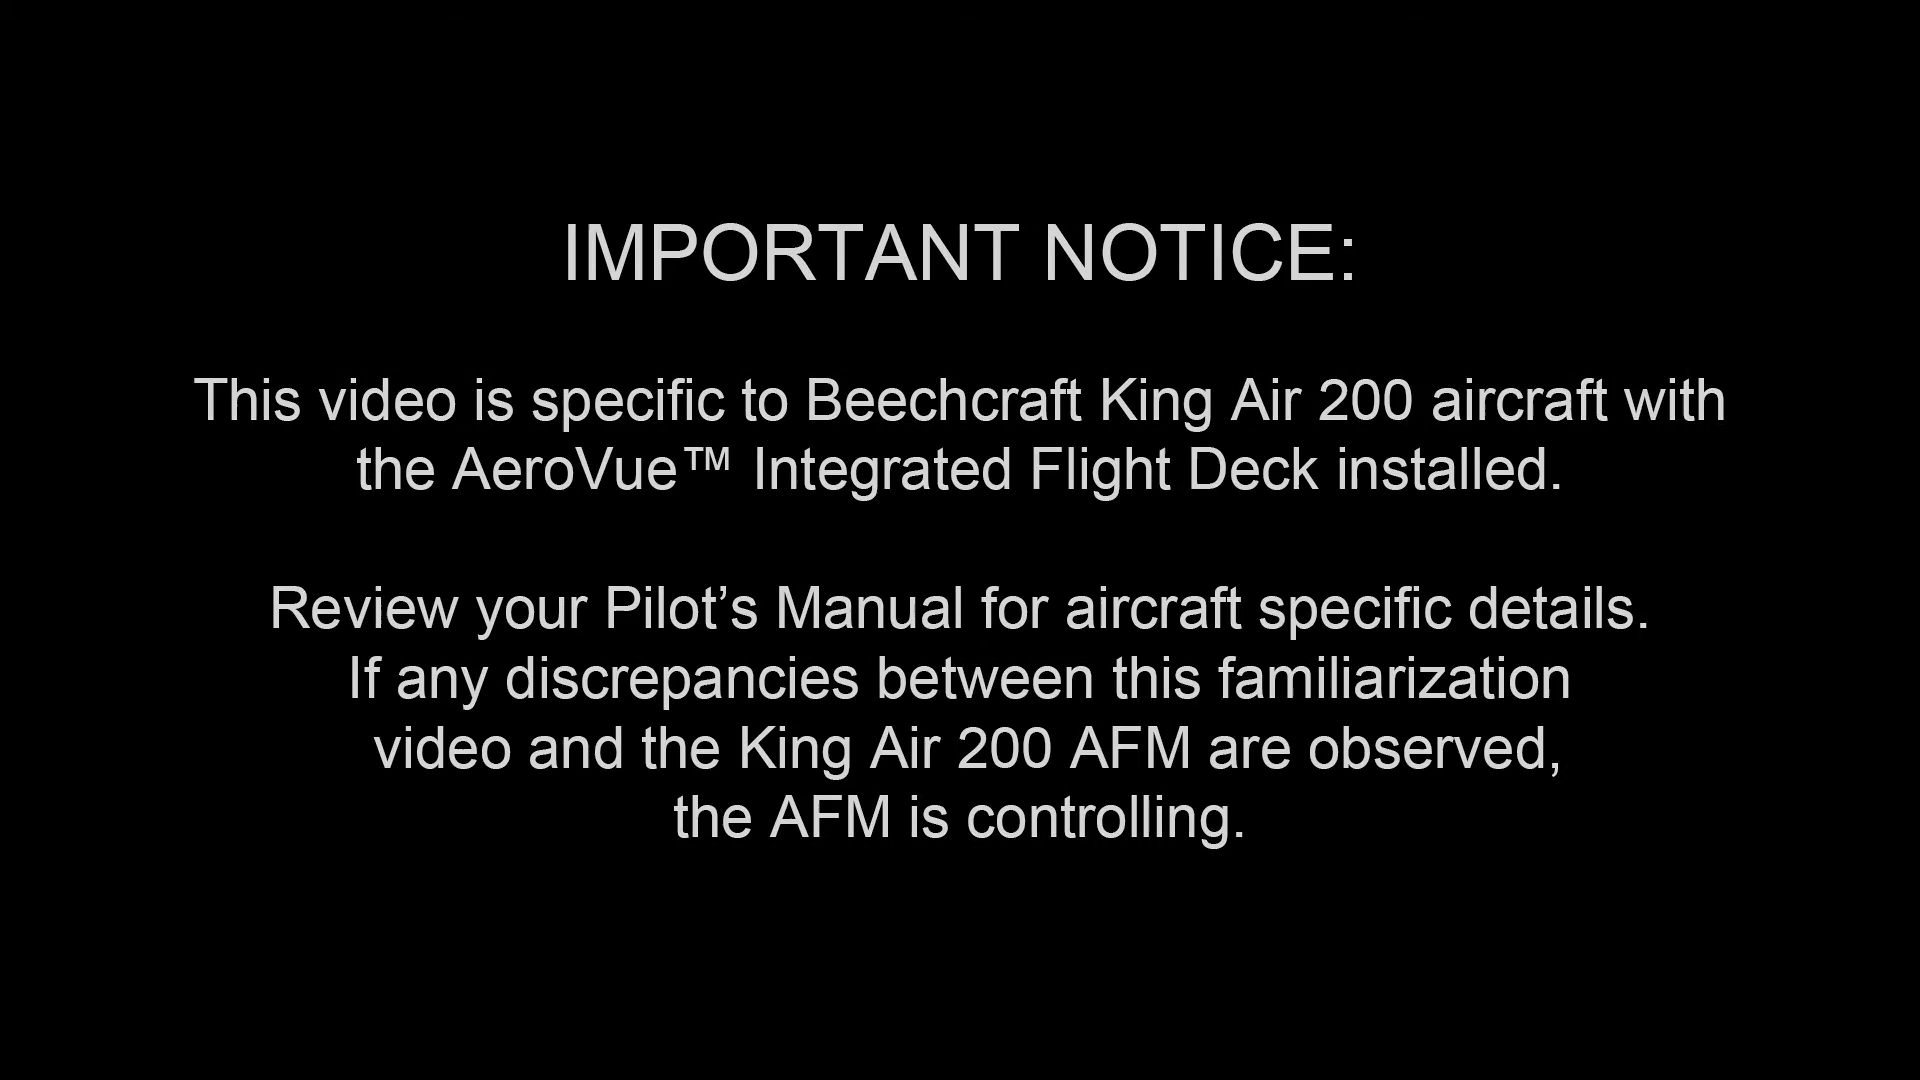 IMPORTANT NOTICE:
This video is specific to Beechcraft King Air 200 aircraft with
the AeroVue™ Integrated Flight Deck installed.
Review your Pilot’s Manual for aircraft specific details.
If any discrepancies between this familiarization
video and the King Air 200 AFM are observed,
the AFM is controlling.